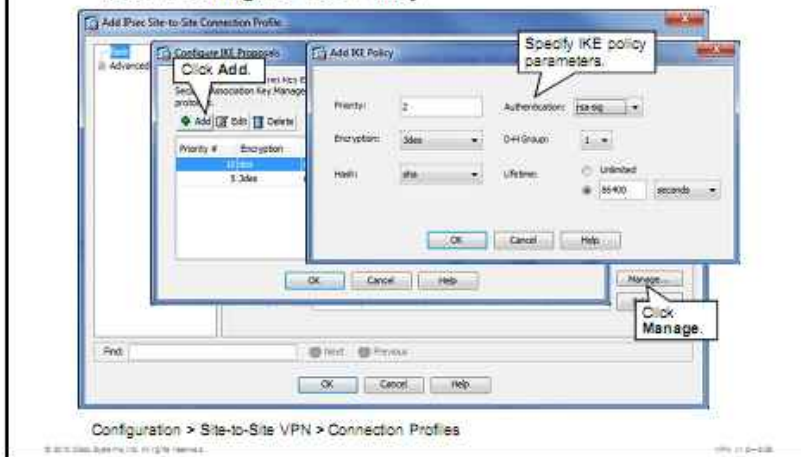 Add IPsec Site-to-Site Connection Profile
Advanced
Configure IKE Proposals
Click Add.
Add Edit Delete
Priority # Encryption
5 3des
OK Cancel Help
Add IKE Policy
Specify IKE policy
parameters.
Priority: 2 Authentication: rsa-sig
Encryption: 3des D-H Group: 1
Hash: sha Lifetime: Unlimited
86400 seconds
OK Cancel Help
Manage...
Click
Manage.
Find: Next Previous
OK Cancel Help
Configuration > Site-to-Site VPN > Connection Profiles